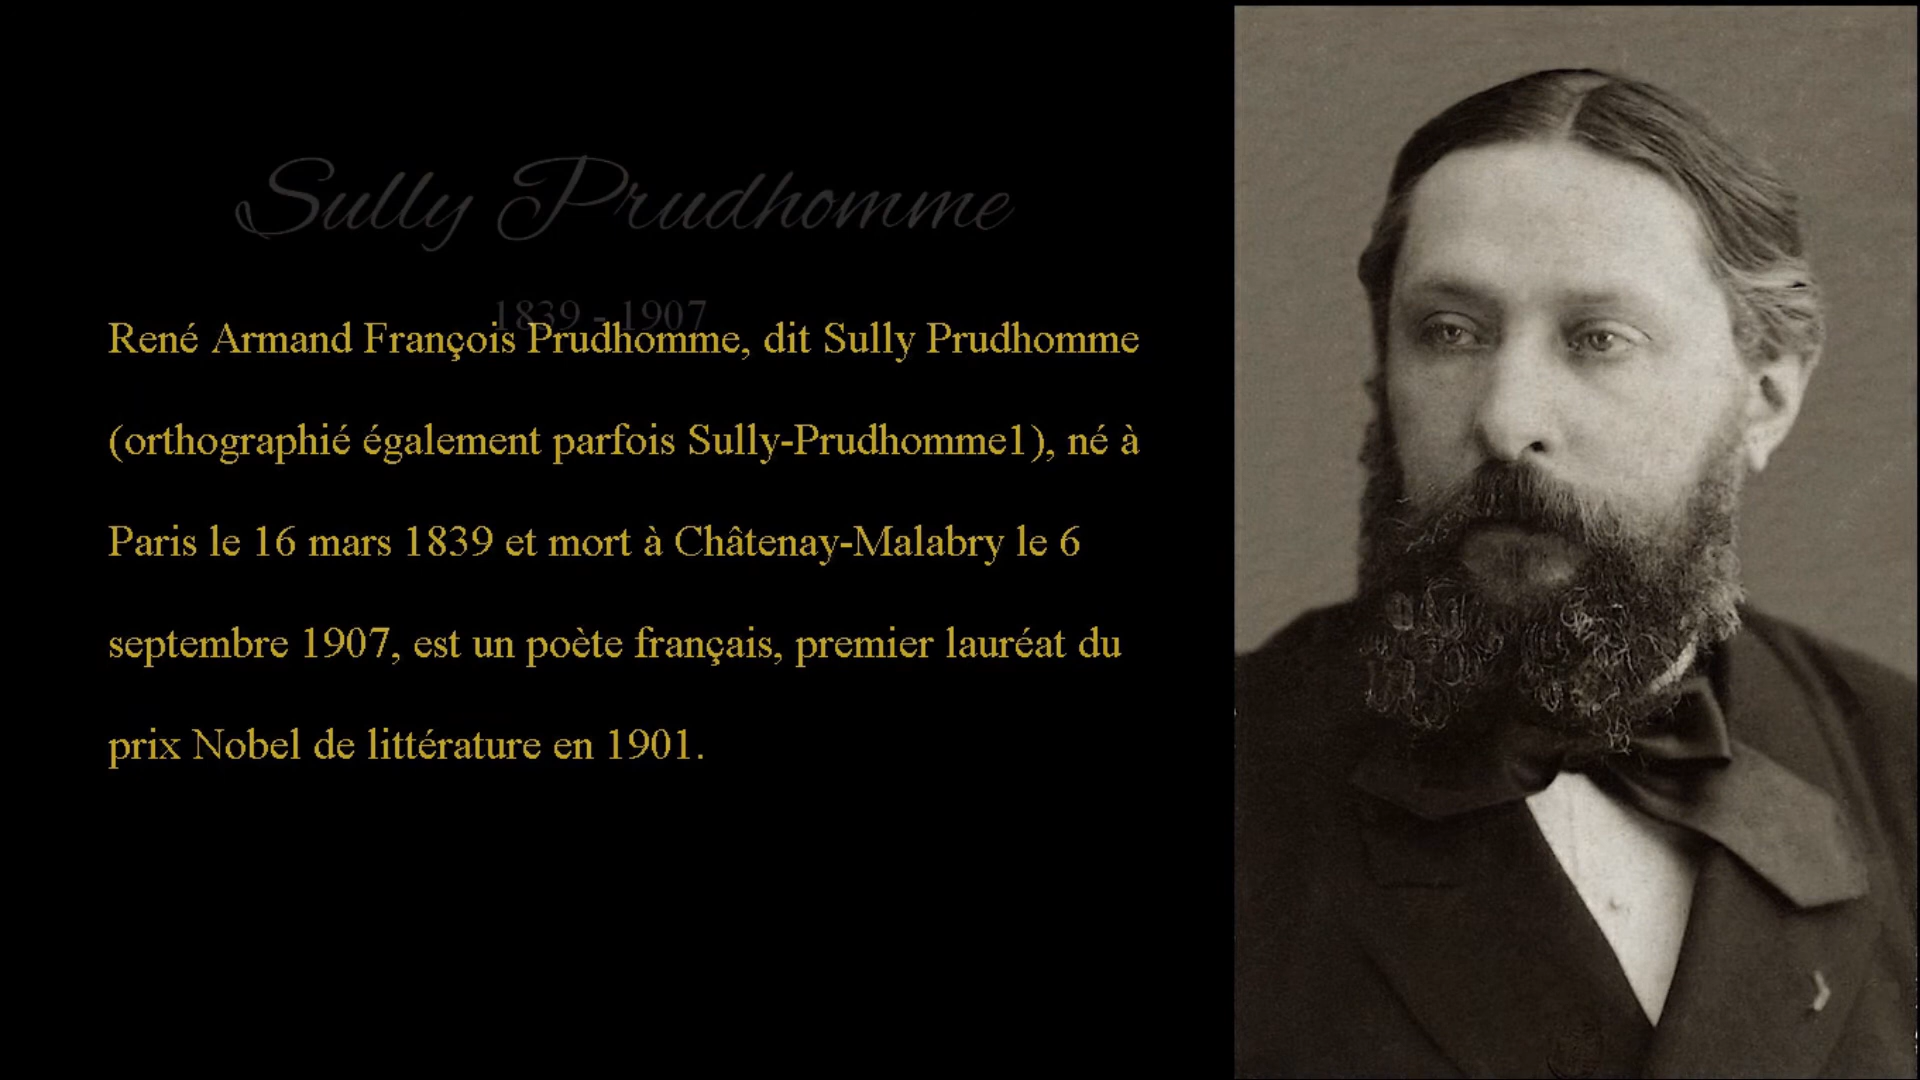 Sully Prudhomme
1839 - 1907
René Armand François Prudhomme, dit Sully Prudhomme
(orthographié également parfois Sully-Prudhomme1), né à
Paris le 16 mars 1839 et mort à Châtenay-Malabry le 6
septembre 1907, est un poète français, premier lauréat du
prix Nobel de littérature en 1901.